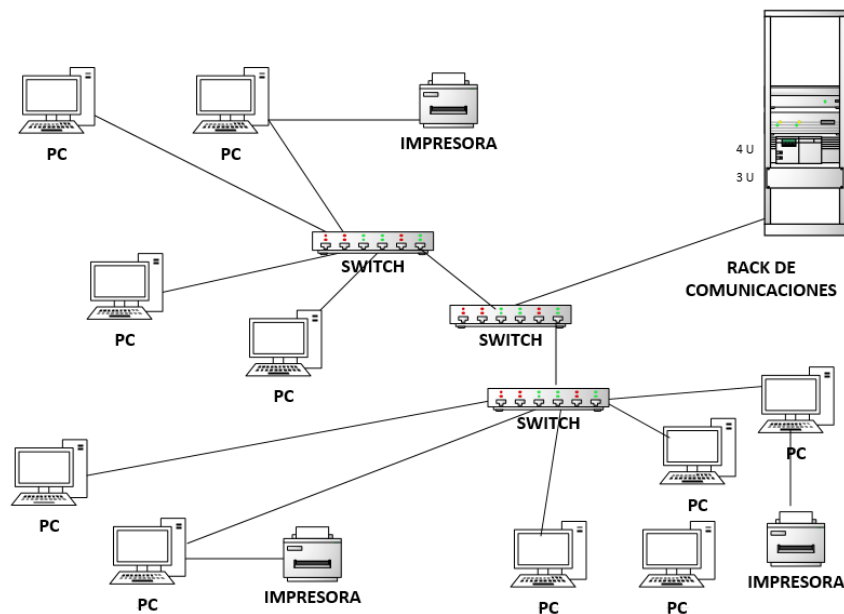 PC
PC
IMPRESORA
4 U
3 U
RACK DE
COMUNICACIONES
SWITCH
PC
SWITCH
PC
SWITCH
PC
PC
PC
PC
IMPRESORA
PC
PC
IMPRESORA